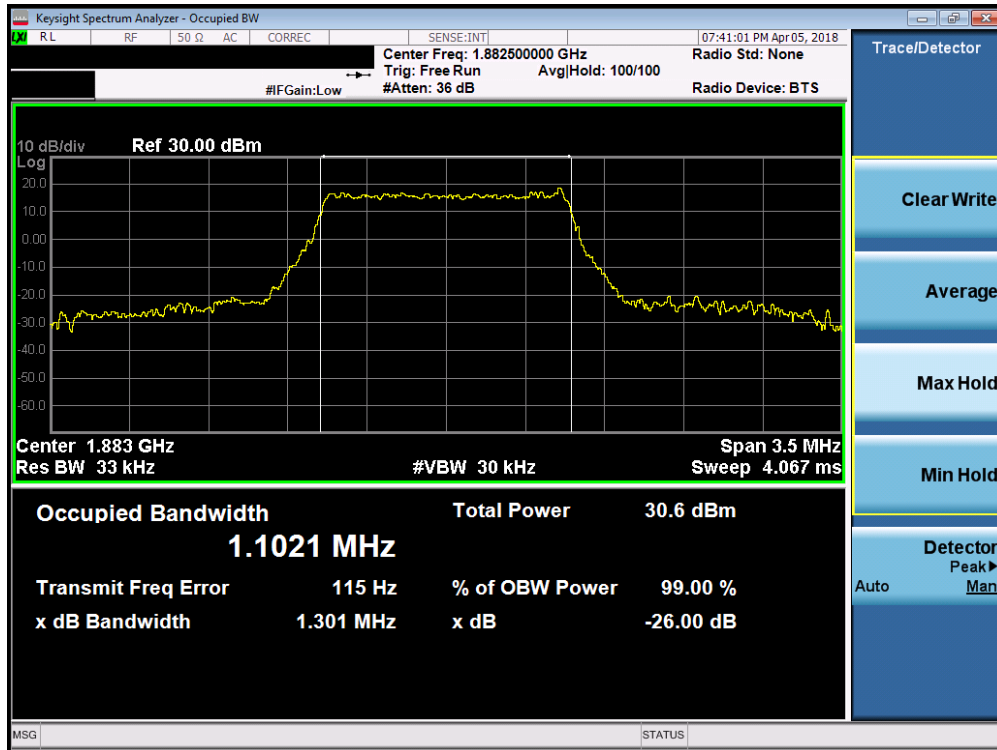 Keysight Spectrum Analyzer - Occupied BW
LXI RL RF 50 Ω AC CORREC SENSE:INT 07:41:01 PM Apr 05, 2018
Center Freq: 1.882500000 GHz Radio Std: None
Trig: Free Run Avg|Hold: 100/100
#IFGain:Low #Atten: 36 dB Radio Device: BTS
10 dB/div Ref 30.00 dBm
Log
20.0
10.0
0.00
-10.0
-20.0
-30.0
-40.0
-50.0
-60.0
Center 1.883 GHz Span 3.5 MHz
Res BW 33 kHz #VBW 30 kHz Sweep 4.067 ms
Occupied Bandwidth Total Power 30.6 dBm
1.1021 MHz
Transmit Freq Error 115 Hz % of OBW Power 99.00 %
x dB Bandwidth 1.301 MHz x dB -26.00 dB
MSG STATUS
Trace/Detector
Clear Write
Average
Max Hold
Min Hold
Detector
Peak▶
Auto Man